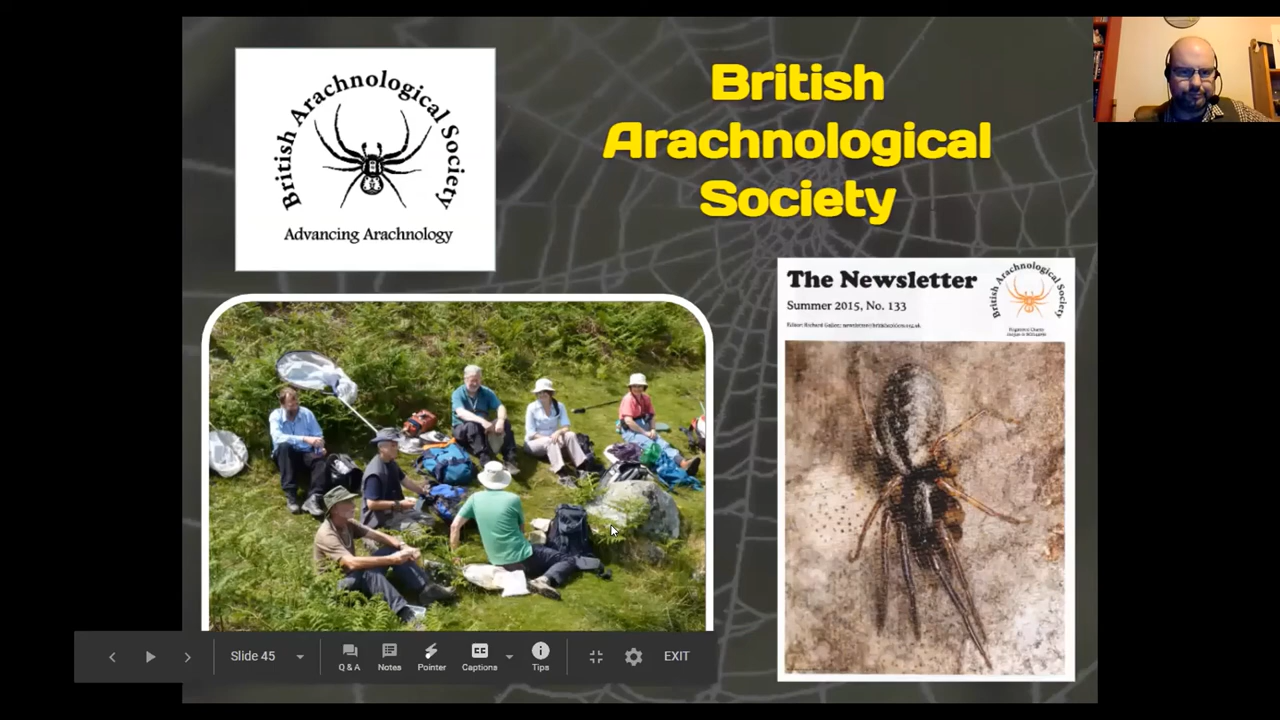 British Arachnological Society
Advancing Arachnology
British
Arachnological
Society
The Newsletter
Summer 2015, No. 133
British Arachnological Society
Slide 45
Q & A
Notes
Pointer
CC
Captions
Tips
EXIT